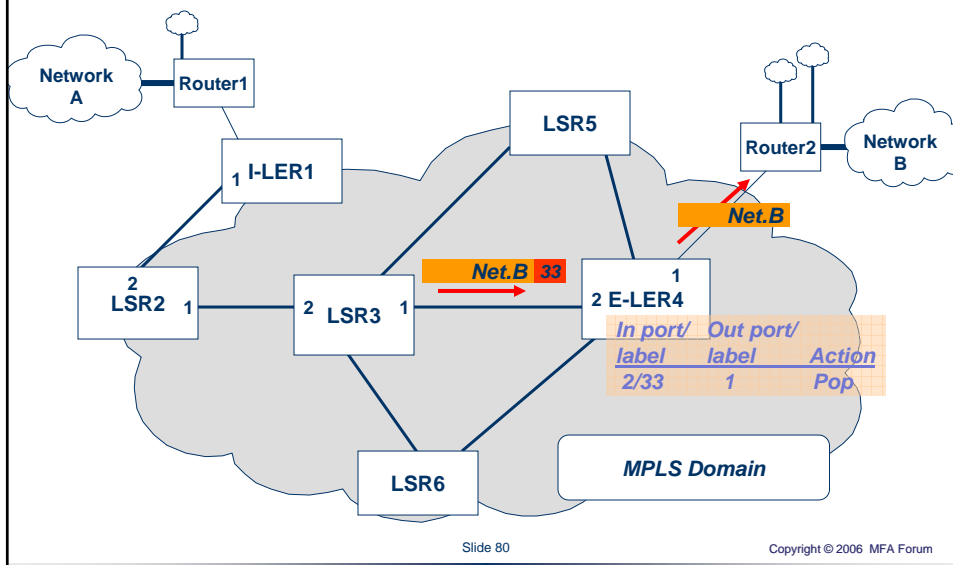 Network
A
Router1
LSR5
Router2
Network
B
1 I-LER1
Net.B
2
LSR2 1
2 LSR3 1
Net.B 33
1
2 E-LER4
In port/ Out port/
label label Action
2/33 1 Pop
LSR6
MPLS Domain
Slide 80
Copyright © 2006 MFA Forum